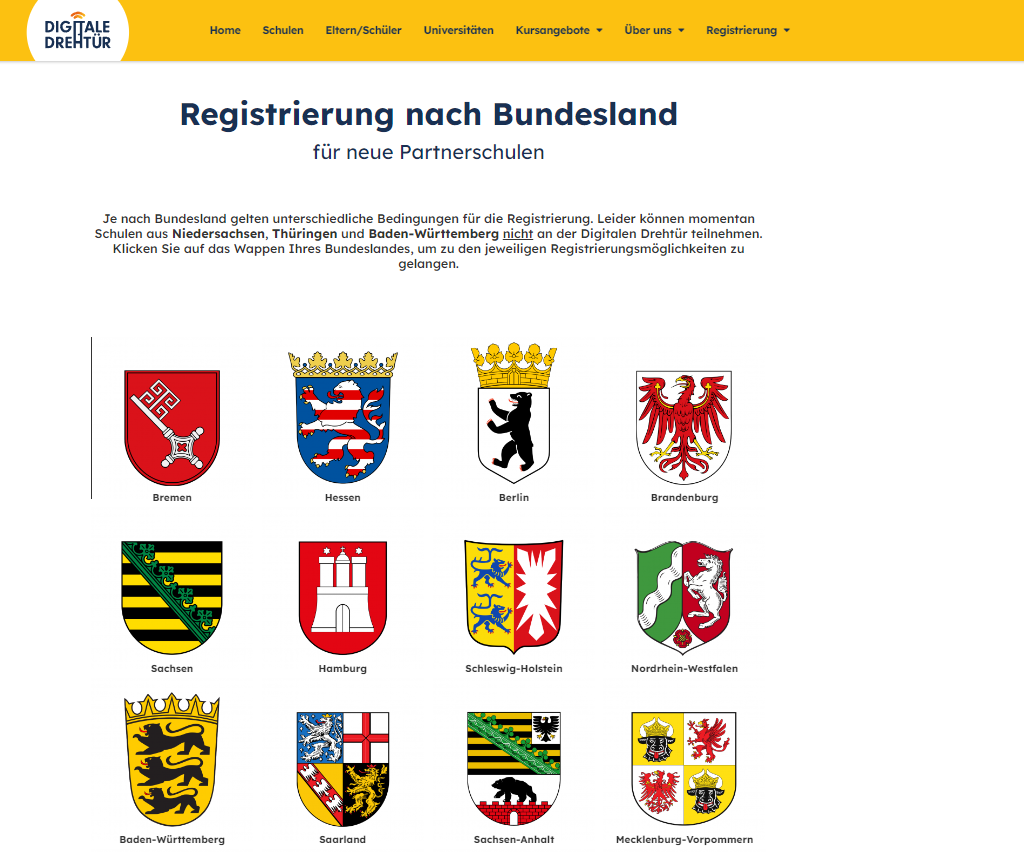 DIGITALE
DREHTÜR
Home Schulen Eltern/Schüler Universitäten Kursangebote Über uns Registrierung
Registrierung nach Bundesland
für neue Partnerschulen
Je nach Bundesland gelten unterschiedliche Bedingungen für die Registrierung. Leider können momentan
Schulen aus Niedersachsen, Thüringen und Baden-Württemberg nicht an der Digitalen Drehtür teilnehmen.
Klicken Sie auf das Wappen Ihres Bundeslandes, um zu den jeweiligen Registrierungsmöglichkeiten zu
gelangen.
Bremen Hessen Berlin Brandenburg
Sachsen Hamburg Schleswig-Holstein Nordrhein-Westfalen
Baden-Württemberg Saarland Sachsen-Anhalt Mecklenburg-Vorpommern